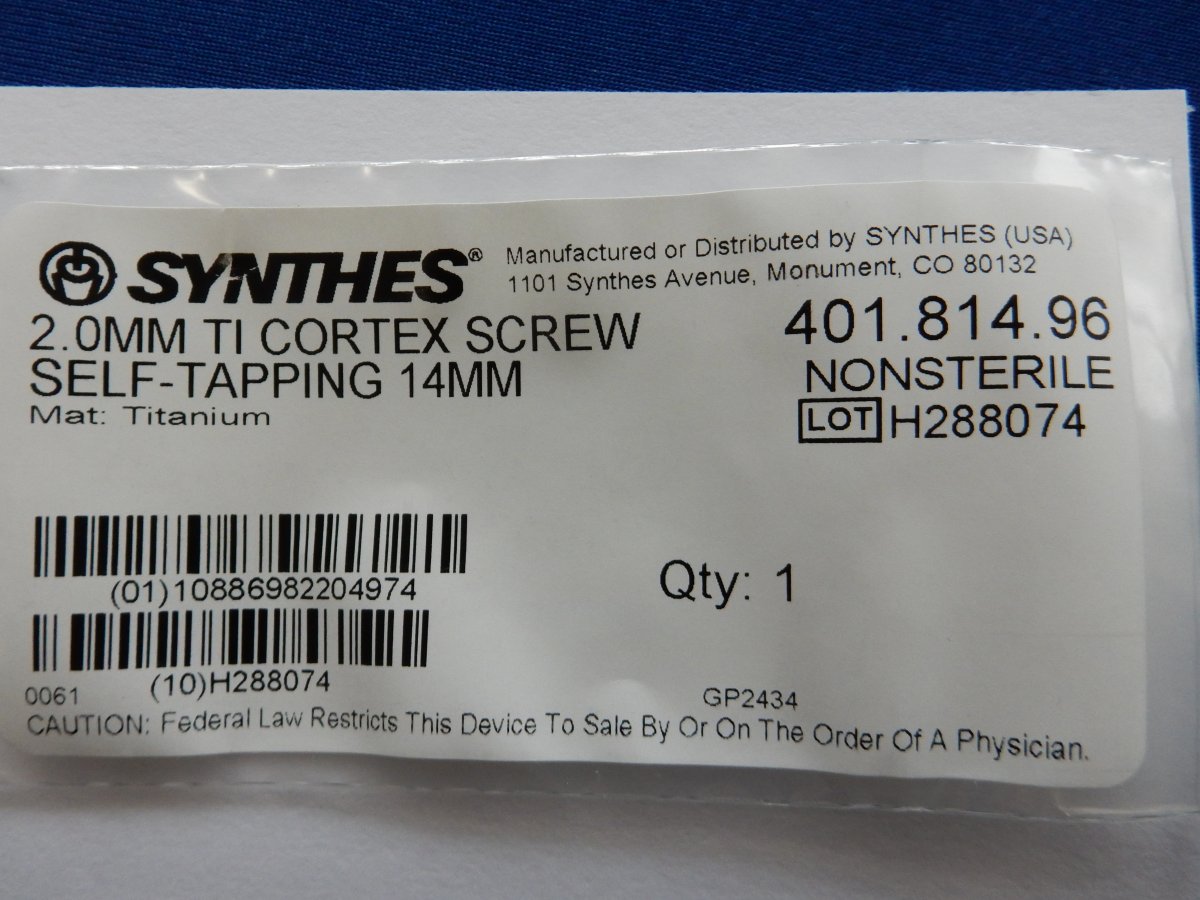 SYNTHES® Manufactured or Distributed by SYNTHES (USA)
1101 Synthes Avenue, Monument, CO 80132
2.0MM TI CORTEX SCREW 401.814.96
SELF-TAPPING 14MM NONSTERILE
Mat: Titanium LOT H288074
(01)10886982204974 Qty: 1
(10)H288074
0061 GP2434
CAUTION: Federal Law Restricts This Device To Sale By Or On The Order Of A Physician.